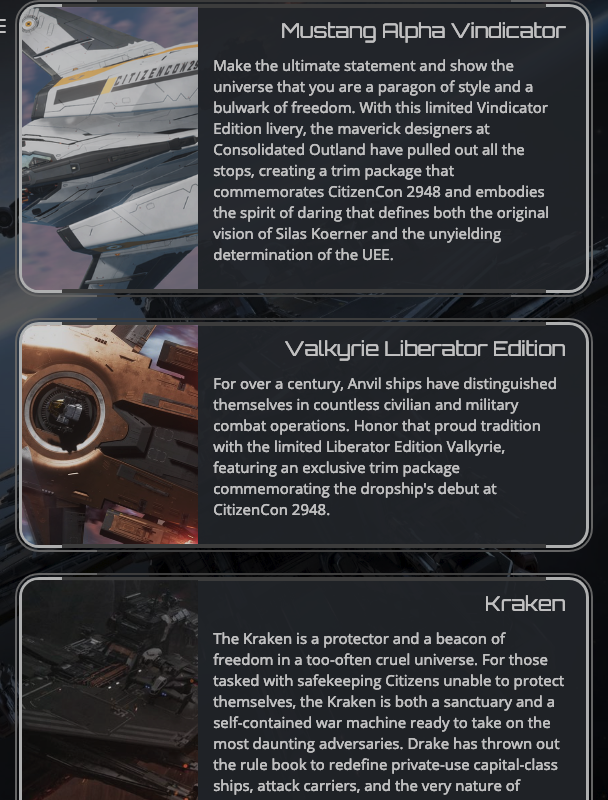 Mustang Alpha Vindicator
CITIZENCON
Make the ultimate statement and show the
universe that you are a paragon of style and a
bulwark of freedom. With this limited Vindicator
Edition livery, the maverick designers at
Consolidated Outland have pulled out all the
stops, creating a trim package that
commemorates CitizenCon 2948 and embodies
the spirit of daring that defines both the original
vision of Silas Koerner and the unyielding
determination of the UEE.
Valkyrie Liberator Edition
For over a century, Anvil ships have distinguished
themselves in countless civilian and military
combat operations. Honor that proud tradition
with the limited Liberator Edition Valkyrie,
featuring an exclusive trim package
commemorating the dropship's debut at
CitizenCon 2948.
Kraken
The Kraken is a protector and a beacon of
freedom in a too-often cruel universe. For those
tasked with safekeeping Citizens unable to protect
themselves, the Kraken is both a sanctuary and a
self-contained war machine ready to take on the
most daunting adversaries. Drake has thrown out
the rule book to redefine private-use capital-class
ships, attack carriers, and the very nature of